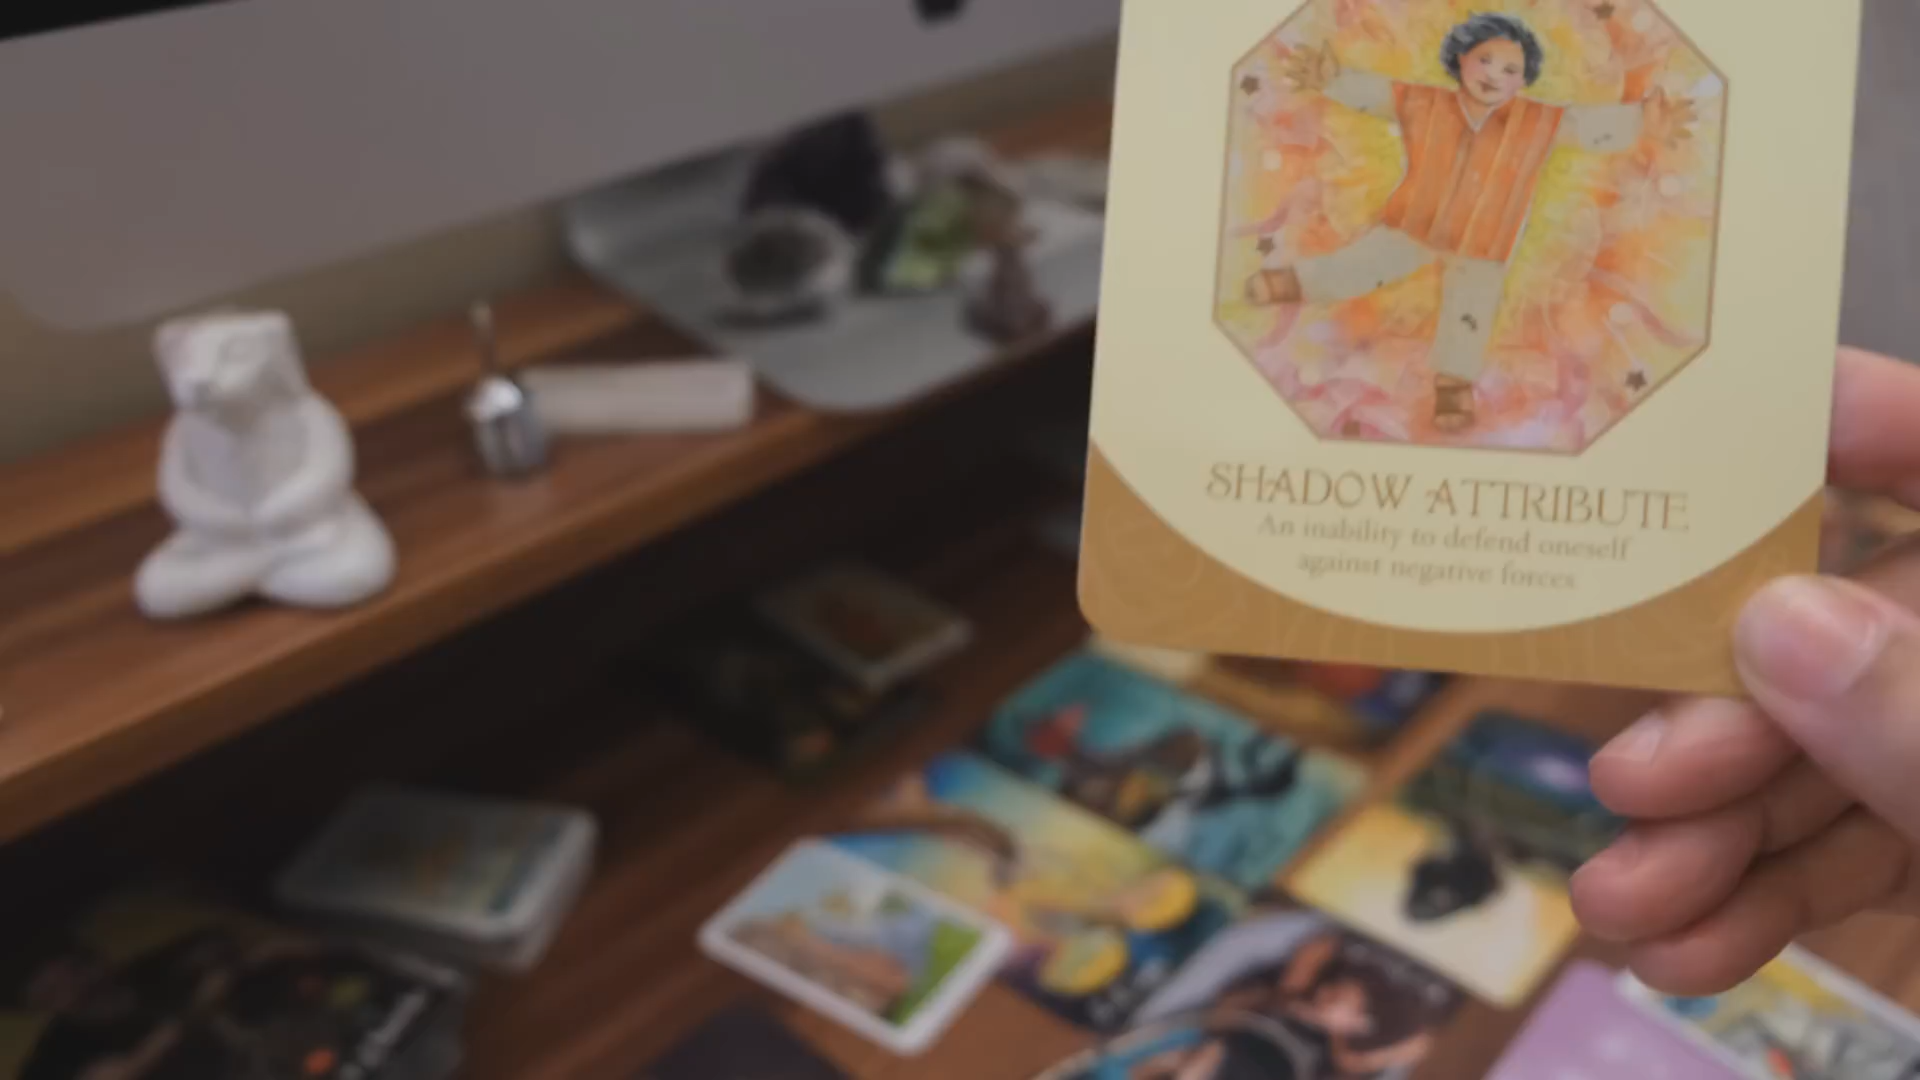 SHADOW ATTRIBUTE
An inability to defend oneself
against negative forces